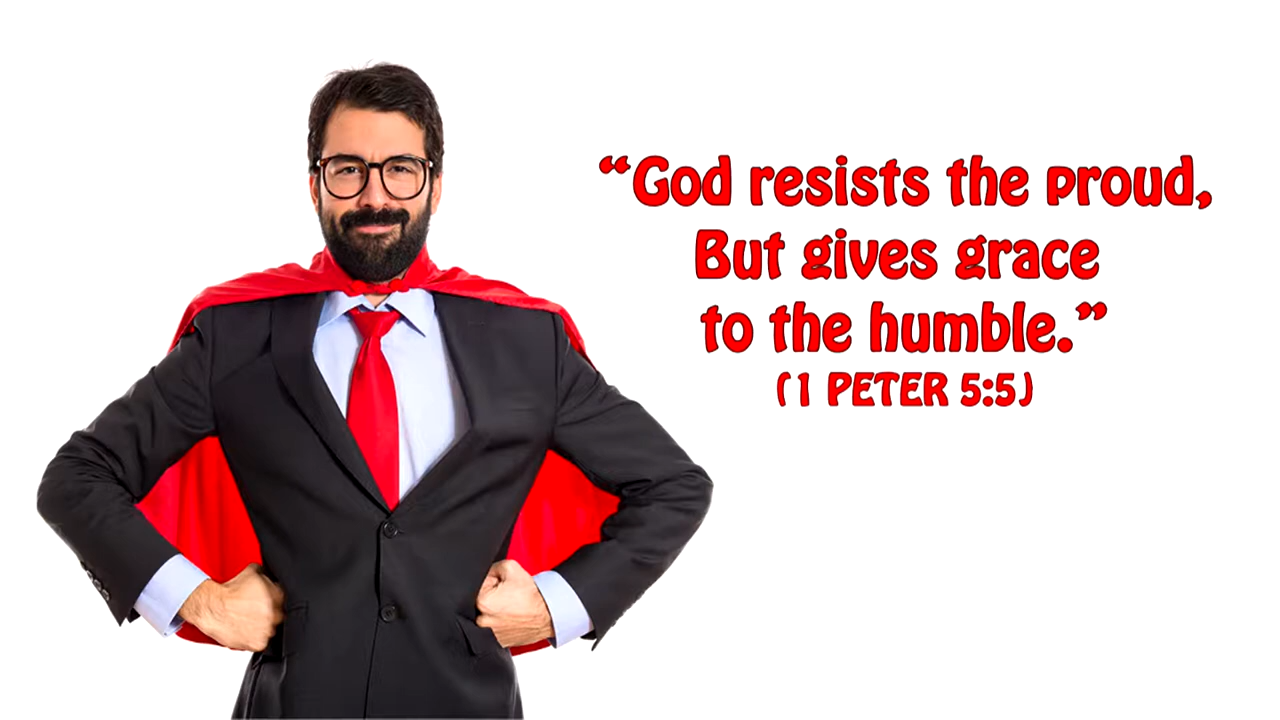 “God resists the proud,
But gives grace
to the humble.”
(1 PETER 5:5)